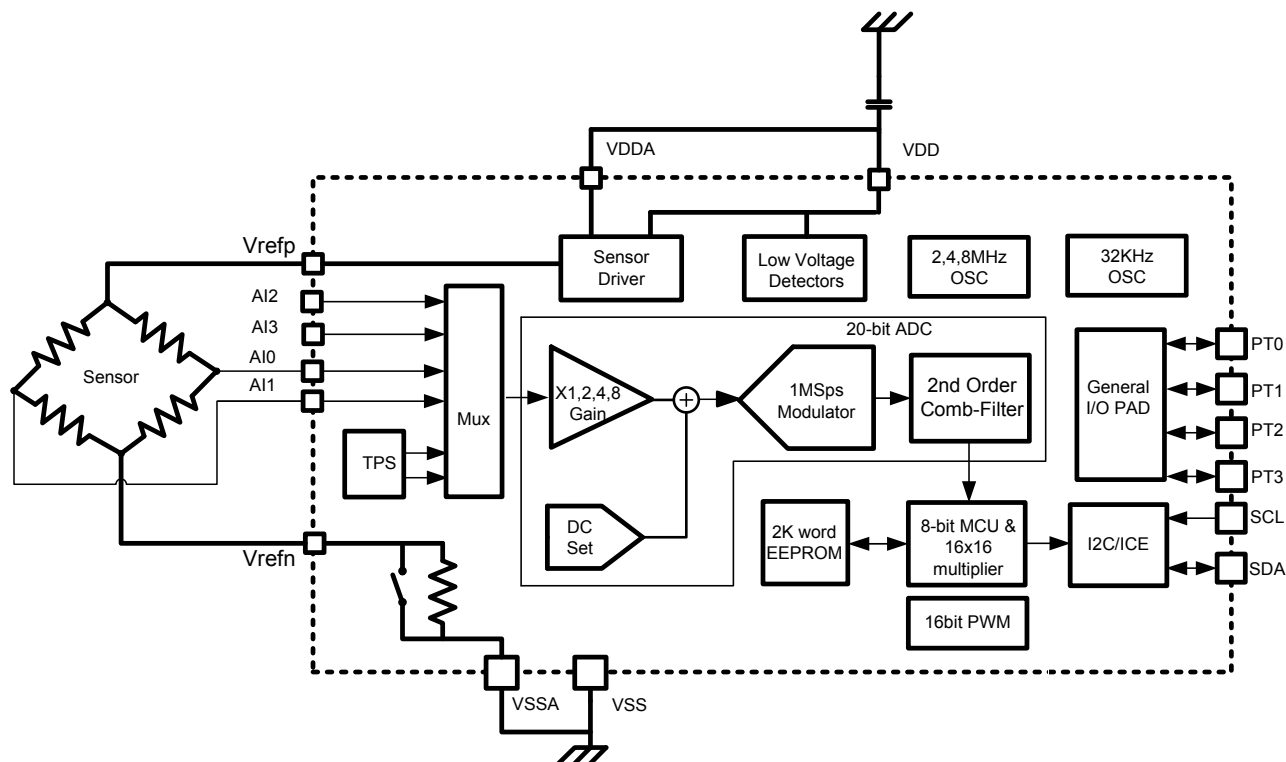 VDDA
VDD
Vrefp
Sensor
Driver
Low Voltage
Detectors
2,4,8MHz
OSC
32KHz
OSC
AI2
AI3
AI0
AI1
Sensor
Mux
TPS
20-bit ADC
X1,2,4,8
Gain
1MSps
Modulator
2nd Order
Comb-Filter
General
I/O PAD
PT0
PT1
PT2
PT3
SCL
SDA
Vrefn
DC
Set
2K word
EEPROM
8-bit MCU &
16x16
multiplier
I2C/ICE
16bit PWM
VSSA
VSS